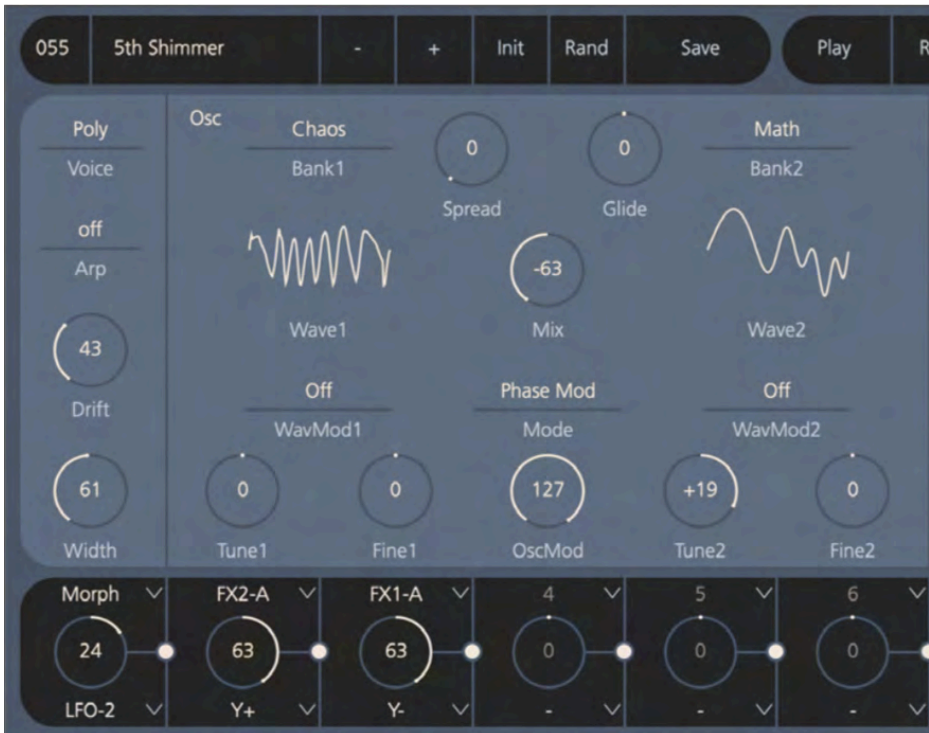 055 5th Shimmer - + Init Rand Save Play R
Poly Osc Chaos 0 0 Math
Voice Bank1 Spread Glide Bank2
off
Arp -63
Wave1 Mix Wave2
43
Drift Off Phase Mod Off
WavMod1 Mode WavMod2
61 0 0 127 +19 0
Width Tune1 Fine1 OscMod Tune2 Fine2
Morph FX2-A FX1-A 4 5 6
24 63 63 0 0 0
LFO-2 Y+ Y- - - -